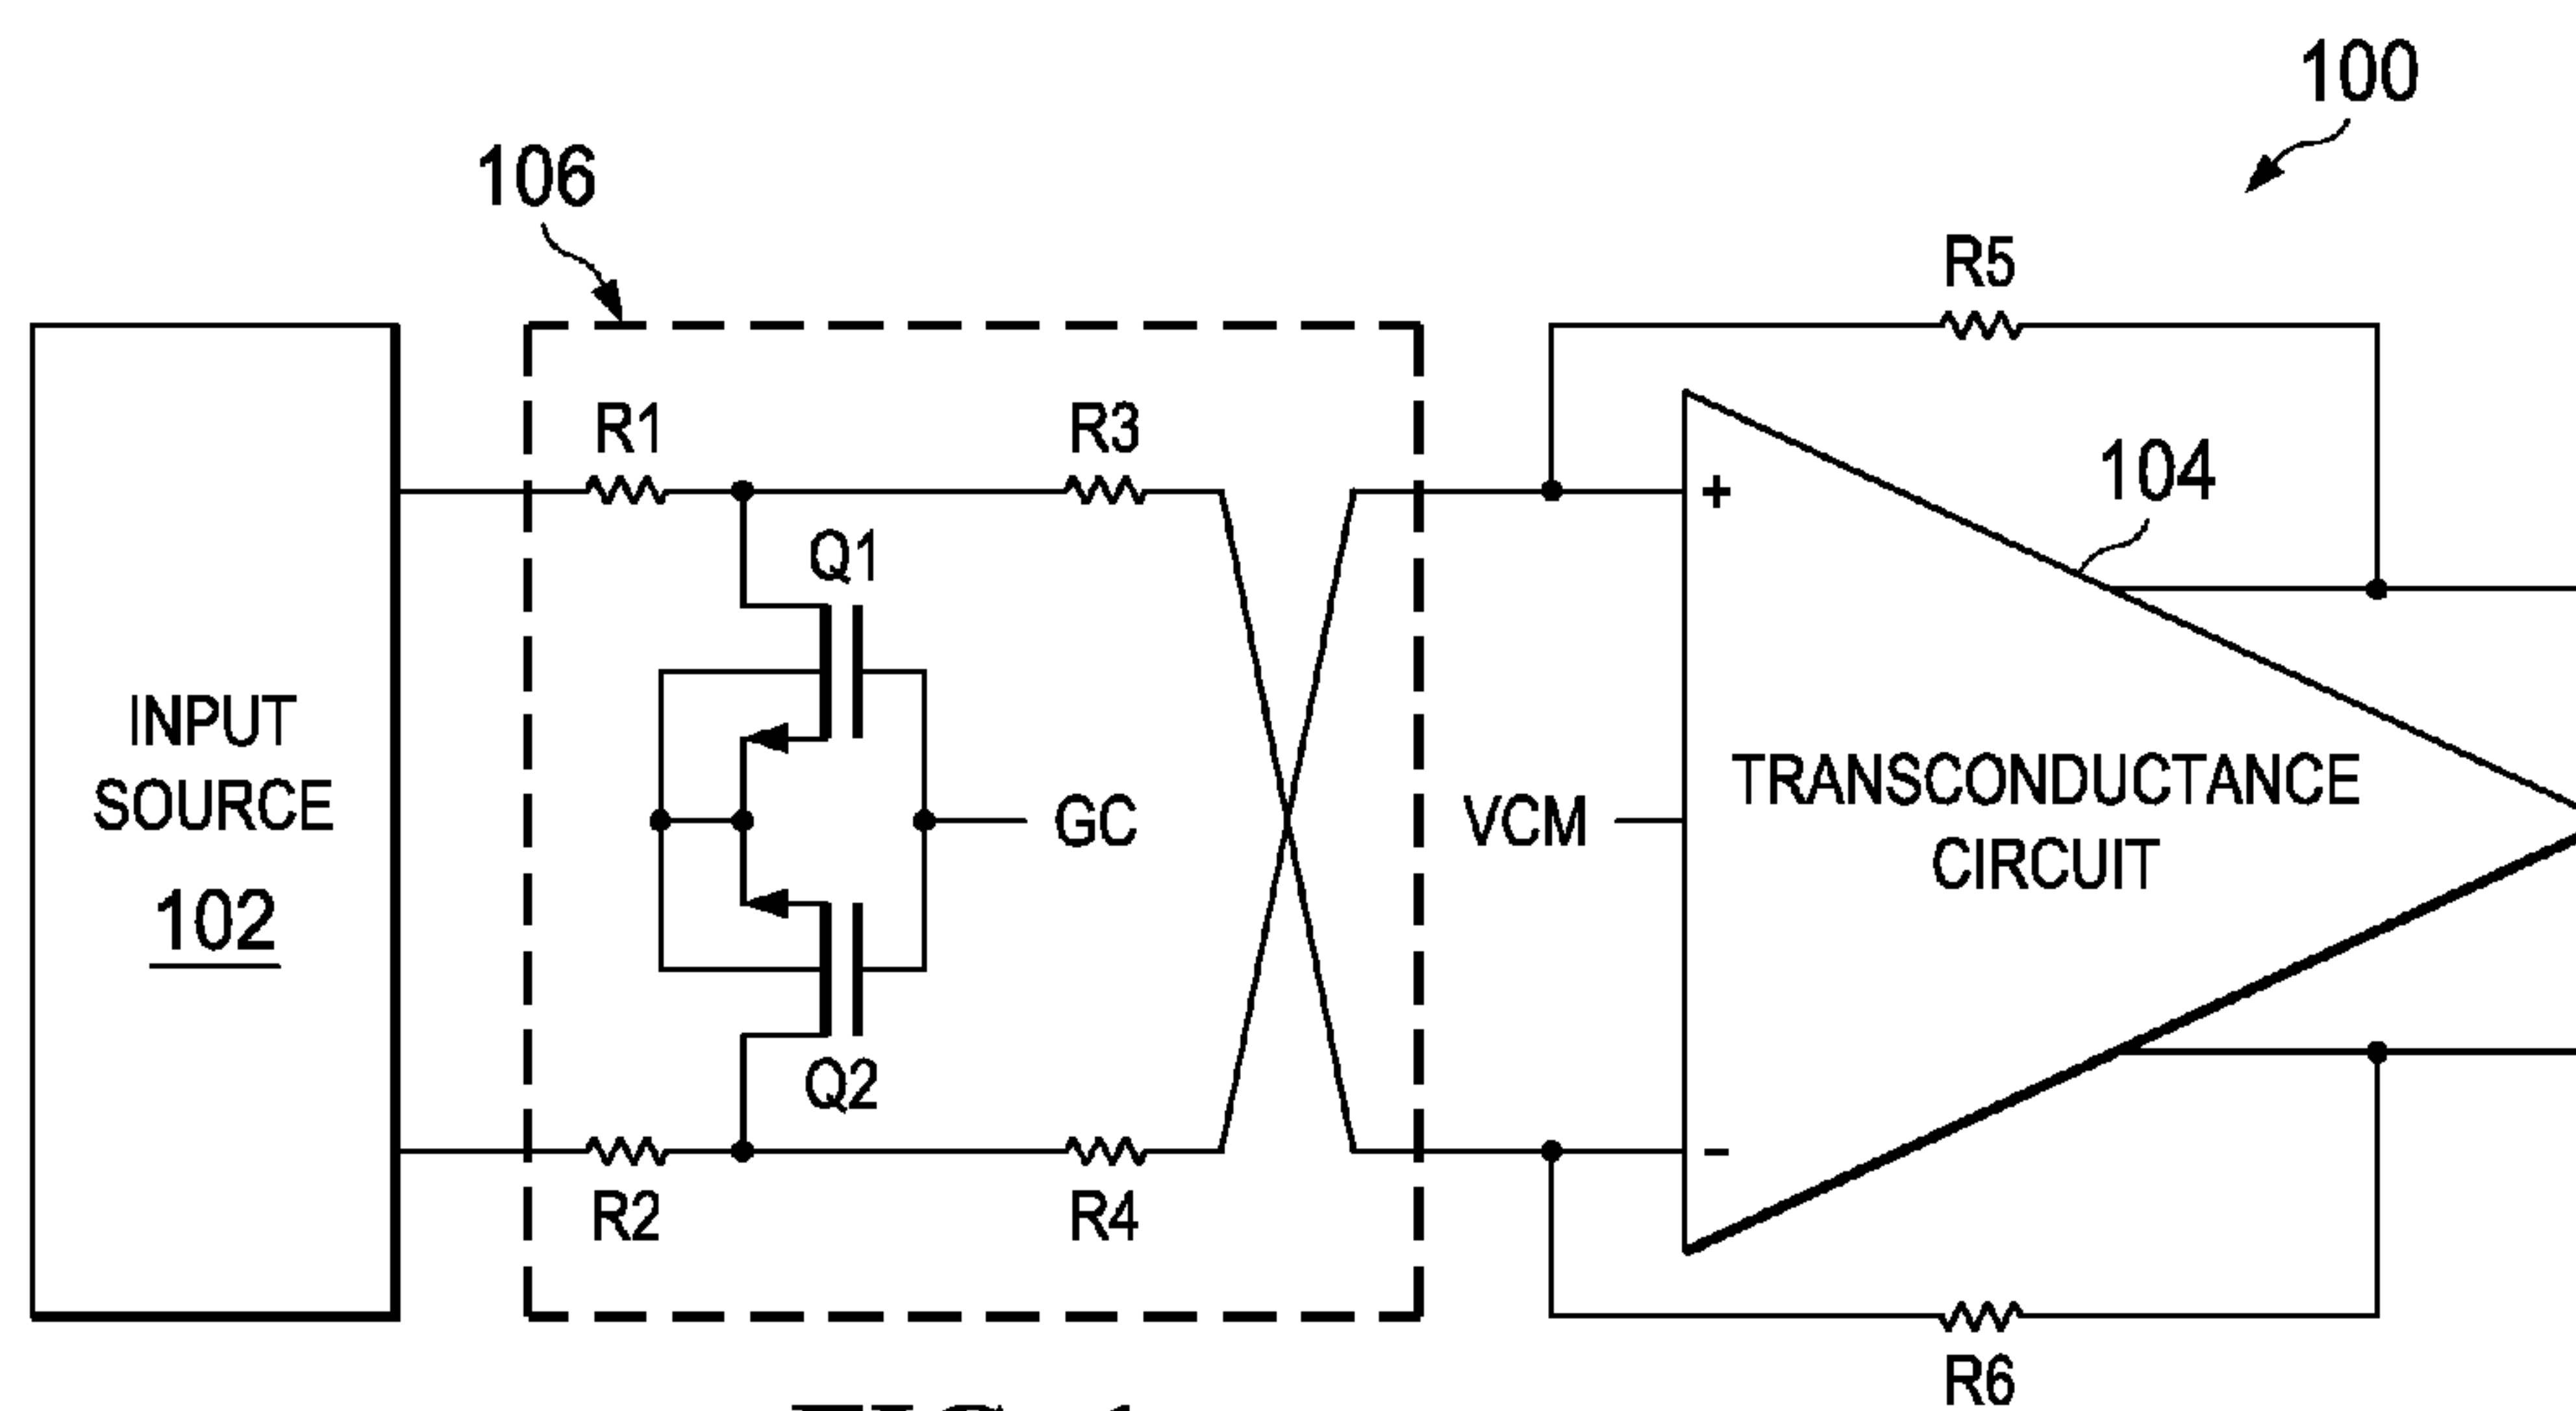 100
106
R5
R1
R3
104
Q1
+
INPUT
SOURCE
102
GC
VCM
TRANSCONDUCTANCE
CIRCUIT
Q2
-
R2
R4
R6